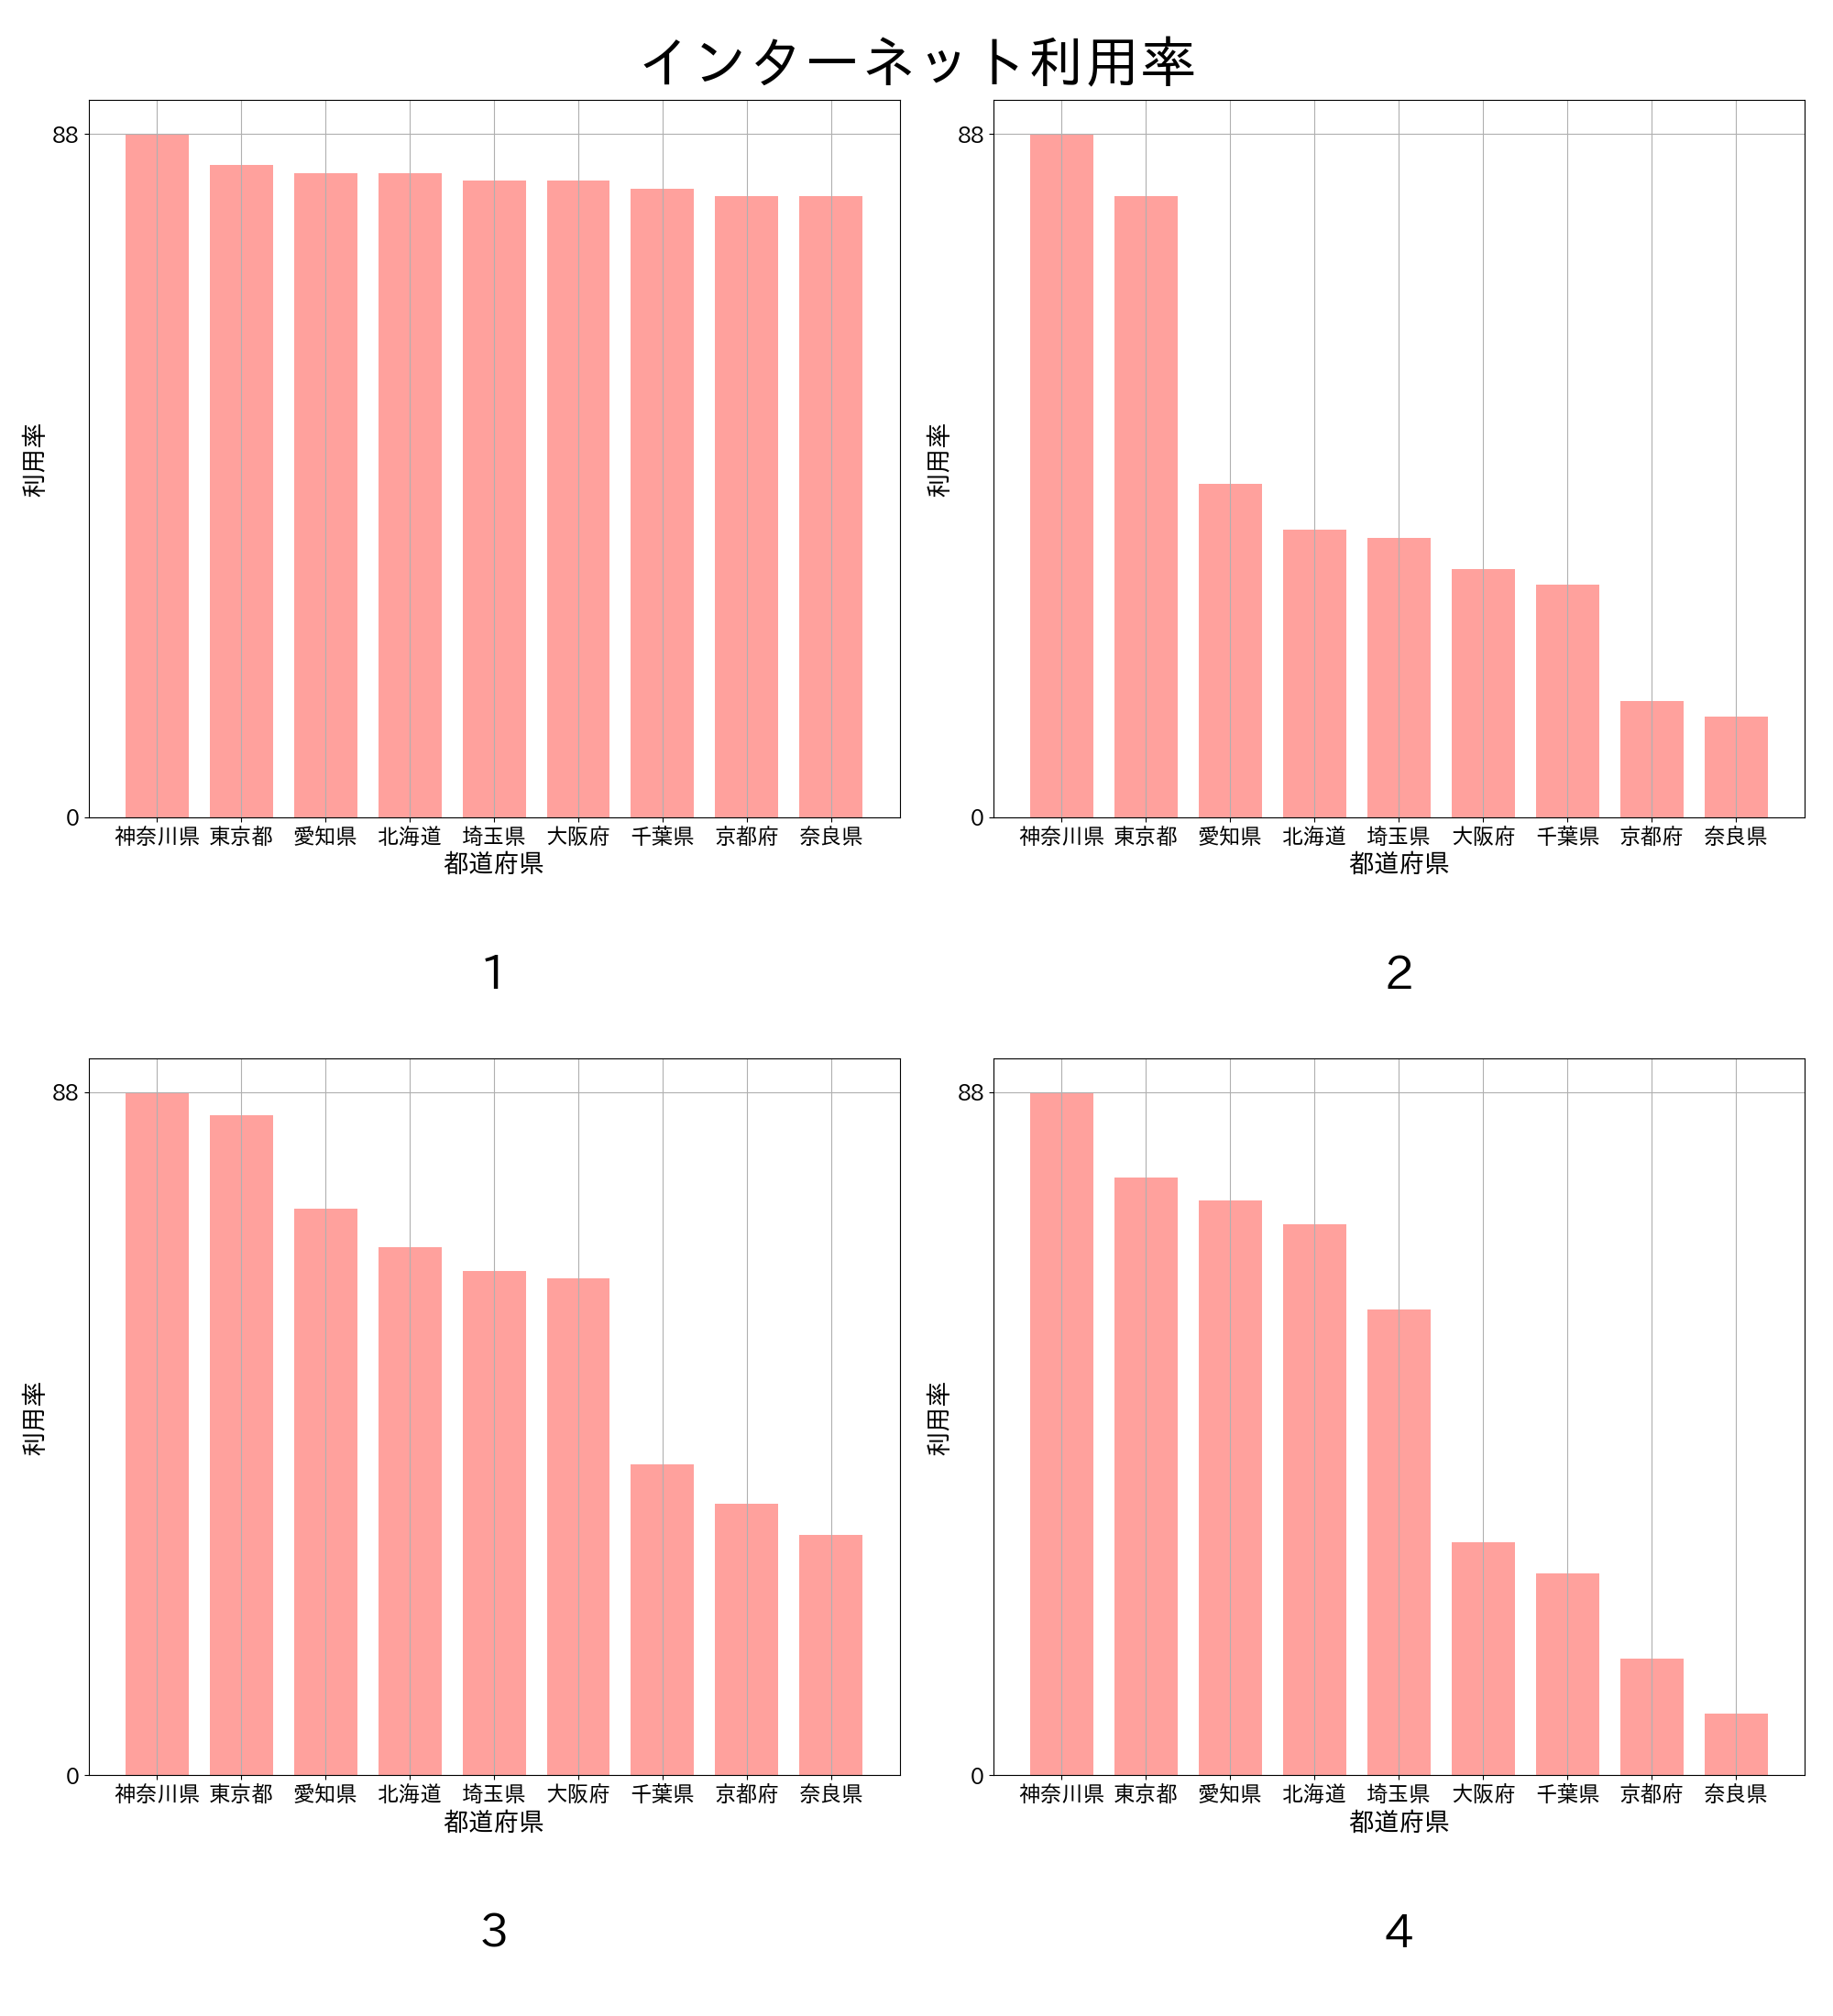 インターネット利用率
88
0
利用率
神奈川県 東京都 愛知県 北海道 埼玉県 大阪府 千葉県 京都府 奈良県
都道府県
1
88
0
利用率
神奈川県 東京都 愛知県 北海道 埼玉県 大阪府 千葉県 京都府 奈良県
都道府県
2
88
0
利用率
神奈川県 東京都 愛知県 北海道 埼玉県 大阪府 千葉県 京都府 奈良県
都道府県
3
88
0
利用率
神奈川県 東京都 愛知県 北海道 埼玉県 大阪府 千葉県 京都府 奈良県
都道府県
4